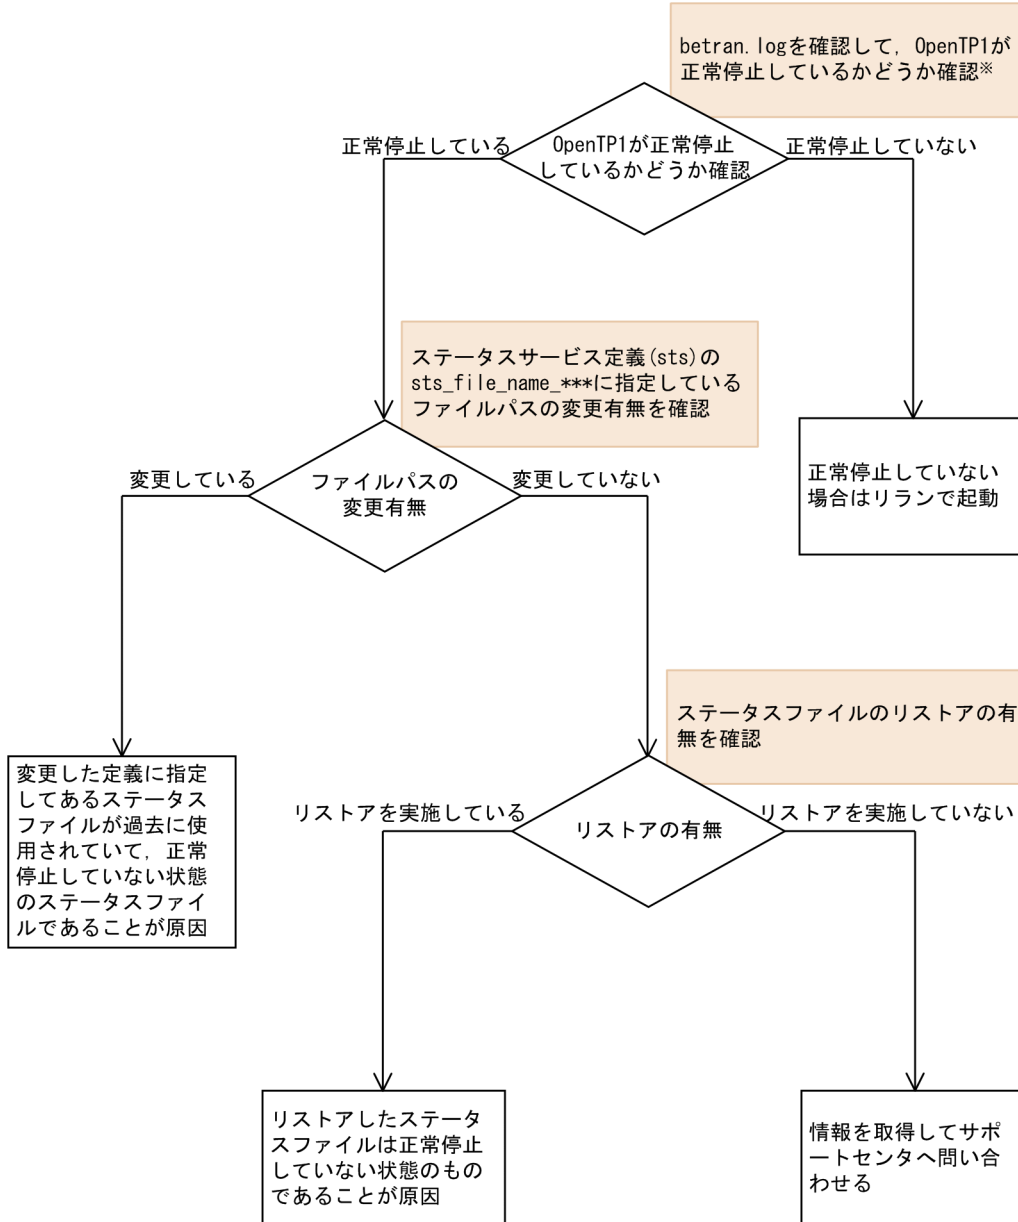 betran.logを確認して，OpenTP1が
正常停止しているかどうか確認※
正常停止している
OpenTP1が正常停止
しているかどうか確認
正常停止していない
ステータスサービス定義(sts)の
sts_file_name_***に指定している
ファイルパスの変更有無を確認
変更している
ファイルパスの
変更有無
変更していない
正常停止していない
場合はリランで起動
ステータスファイルのリストアの有
無を確認
変更した定義に指定
してあるステータス
ファイルが過去に使
用されていて，正常
停止していない状態
のステータスファイ
ルであることが原因
リストアを実施している
リストアの有無
リストアを実施していない
リストアしたステータ
スファイルは正常停止
していない状態のもの
であることが原因
情報を取得してサポ
ートセンタへ問い合
わせる